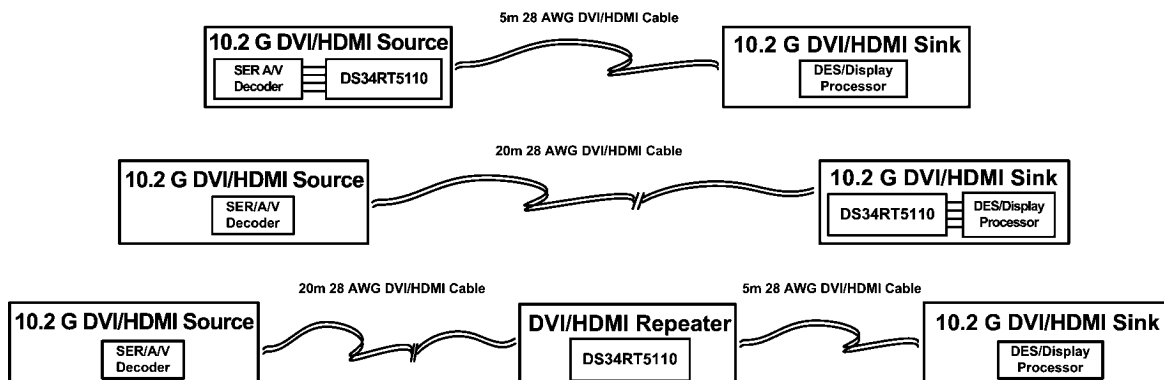 5m 28 AWG DVI/HDMI Cable
10.2 G DVI/HDMI Source
SER A/V
Decoder
DS34RT5110
10.2 G DVI/HDMI Sink
DES/Display
Processor
20m 28 AWG DVI/HDMI Cable
10.2 G DVI/HDMI Source
SER/A/V
Decoder
10.2 G DVI/HDMI Sink
DS34RT5110
DES/Display
Processor
20m 28 AWG DVI/HDMI Cable
5m 28 AWG DVI/HDMI Cable
10.2 G DVI/HDMI Source
SER/A/V
Decoder
DVI/HDMI Repeater
DS34RT5110
10.2 G DVI/HDMI Sink
DES/Display
Processor